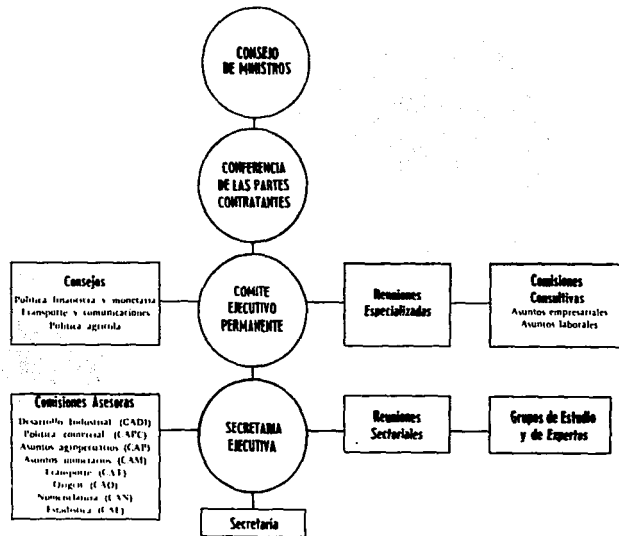 CONSEJO
DE MINISTROS
CONFERENCIA
DE LAS PARTES
CONTRATANTES
Consejos
Política financiera y monetaria
Transporte y comunicaciones
Política agrícola
COMITE
EJECUTIVO
PERMANENTE
Reuniones
Especializadas
Comisiones
Consultivas
Asuntos empresariales
Asuntos laborales
Comisiones Asesoras
Desarrollo Industrial (CADI)
Política comercial (CAPC)
Asuntos agropecuarios (CAP)
Asuntos monetarios (CAM)
Transporte (CAT)
Origen (CAO)
Nomenclatura (CAN)
Estadística (CAE)
SECRETARIA
EJECUTIVA
Reuniones
Sectoriales
Grupos de Estudio
y de Expertos
Secretaría